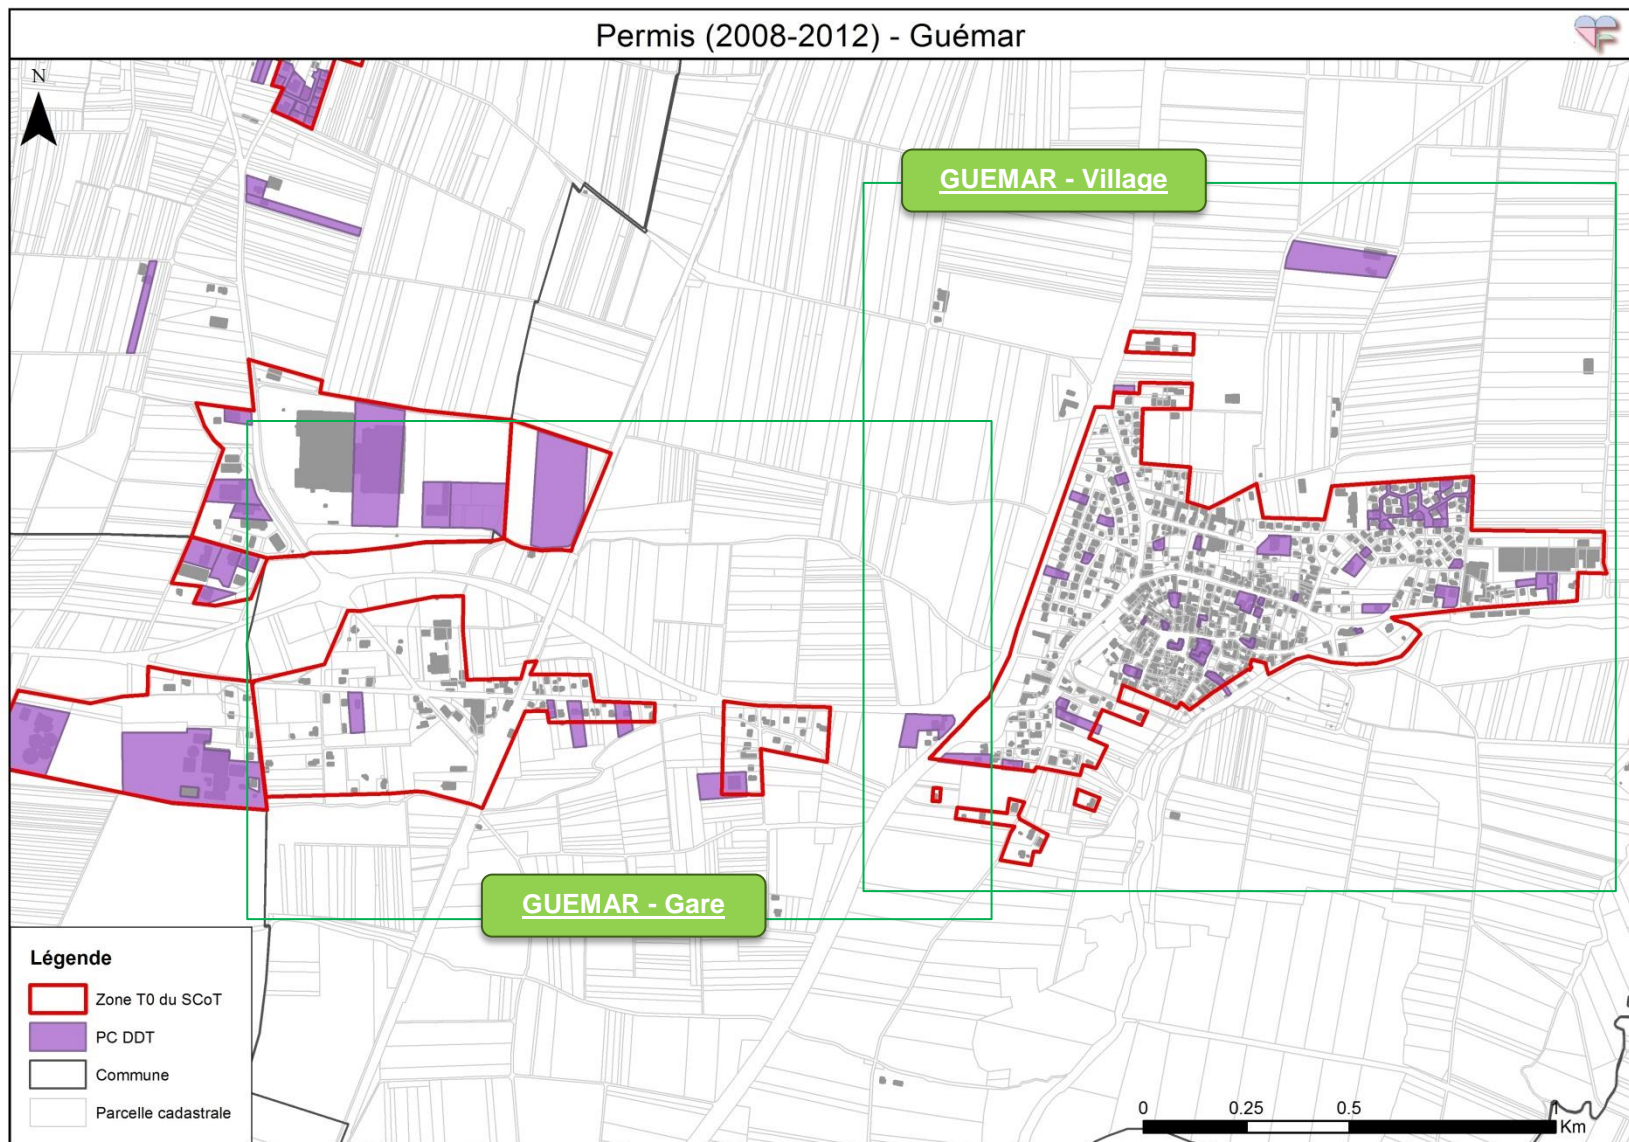 Permis (2008-2012) - Guémar
N
GUEMAR - Village
GUEMAR - Gare
Légende
Zone T0 du SCoT
PC DDT
Commune
Parcelle cadastrale
0 0.25 0.5 1
Km